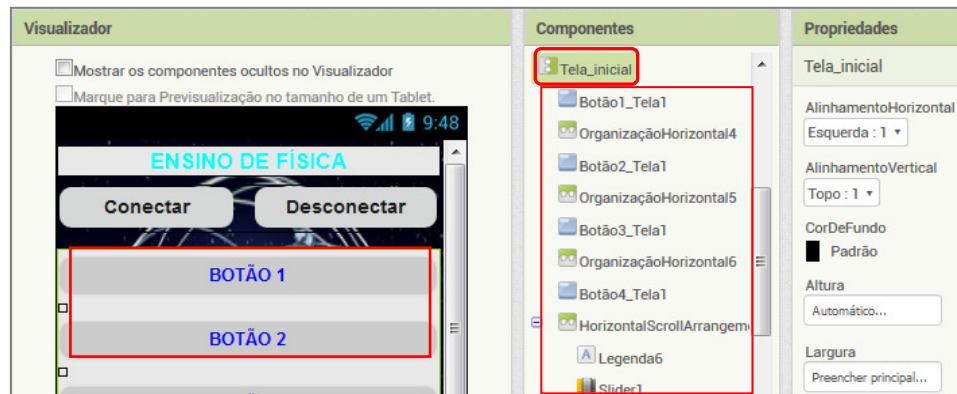 Visualizador
Mostrar os componentes ocultos no Visualizador
Marque para Previsualização no tamanho de um Tablet.
9:48
ENSINO DE FÍSICA
Conectar
Desconectar
BOTÃO 1
BOTÃO 2
Componentes
Tela_inicial
Botão1_Tela1
OrganizaçãoHorizontal4
Botão2_Tela1
OrganizaçãoHorizontal5
Botão3_Tela1
OrganizaçãoHorizontal6
Botão4_Tela1
HorizontalScrollArrangem
A Legenda6
Slider1
Propriedades
Tela_inicial
AlinhamentoHorizontal
Esquerda : 1
AlinhamentoVertical
Topo : 1
CorDeFundo
Padrão
Altura
Automático...
Largura
Preencher principal...